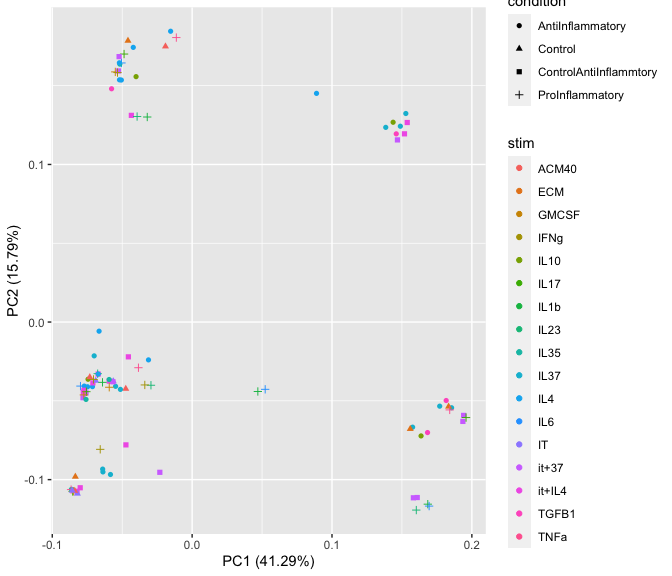 condition
AntiInflammatory
Control
ControlAntiInflammtory
ProInflammatory
stim
ACM40
ECM
GMCSF
IFNg
IL10
IL17
IL1b
IL23
IL35
IL37
IL4
IL6
IT
it+37
it+IL4
TGFB1
TNFa
0.1
0.0
-0.1
PC2 (15.79%)
-0.1 0.0 0.1 0.2
PC1 (41.29%)